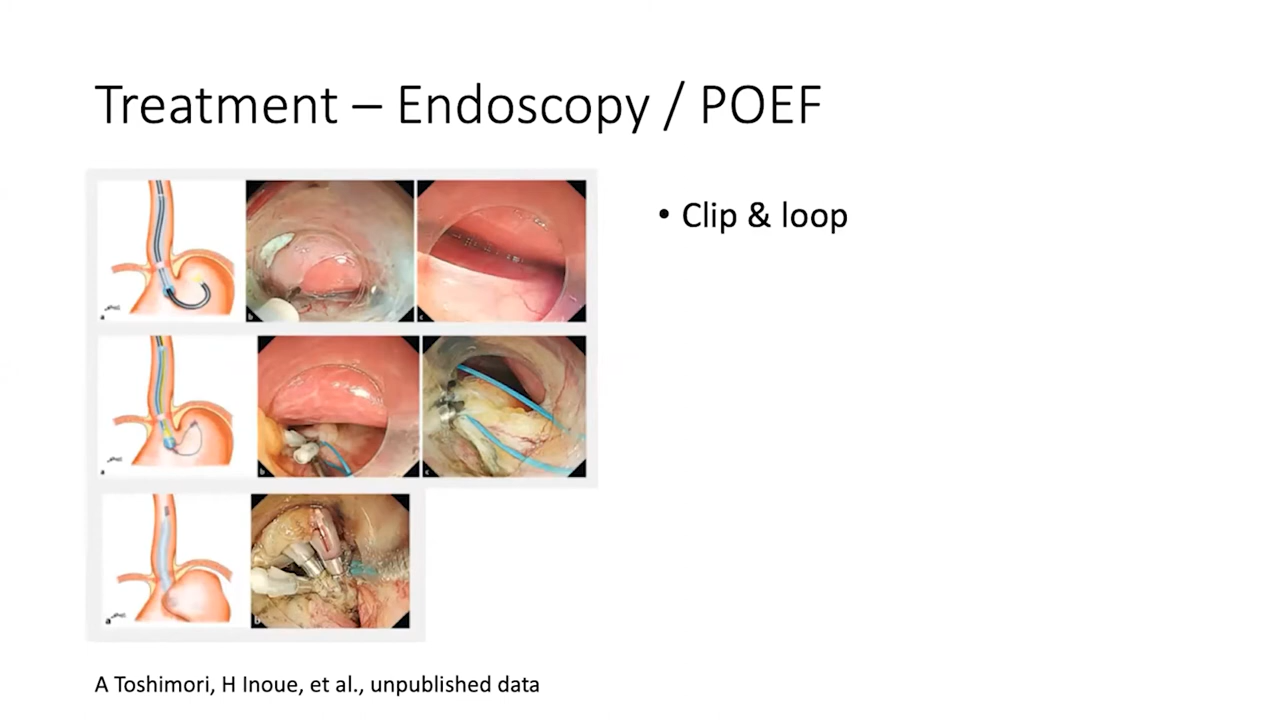 Treatment – Endoscopy / POEF
• Clip & loop
a
b
c
a
b
c
a
b
A Toshimori, H Inoue, et al., unpublished data